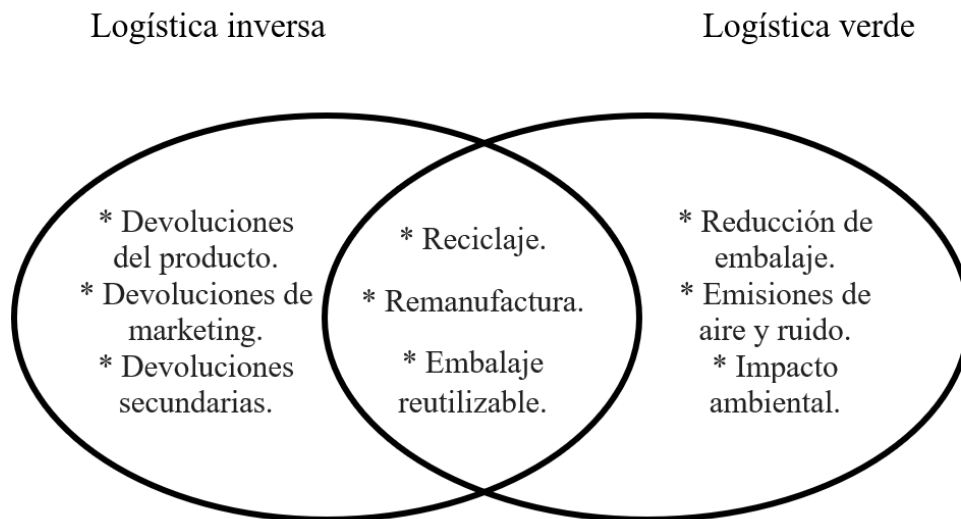 Logística inversa
Logística verde
* Devoluciones
del producto.
* Devoluciones de
marketing.
* Devoluciones
secundarias.
* Reciclaje.
* Remanufactura.
* Embalaje
reutilizable.
* Reducción de
embalaje.
* Emisiones de
aire y ruido.
* Impacto
ambiental.